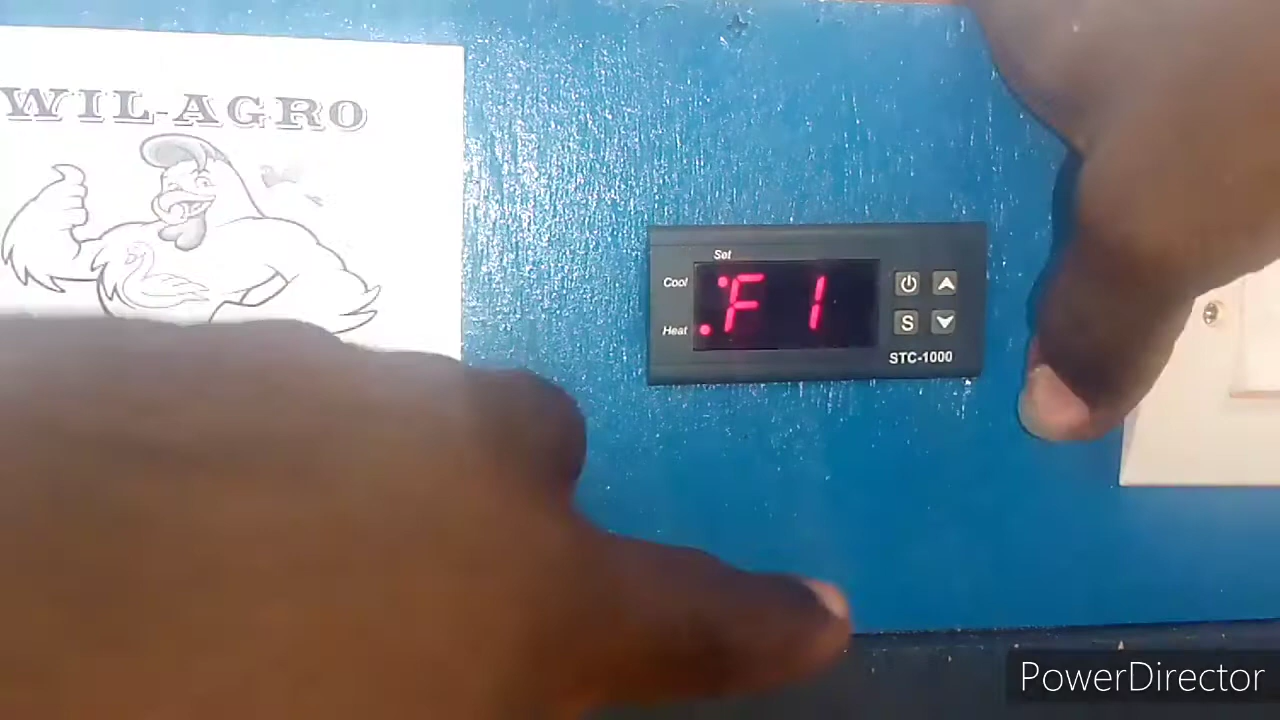 WIL-AGRO
Set
Cool
Heat
F1
S
STC-1000
PowerDirector